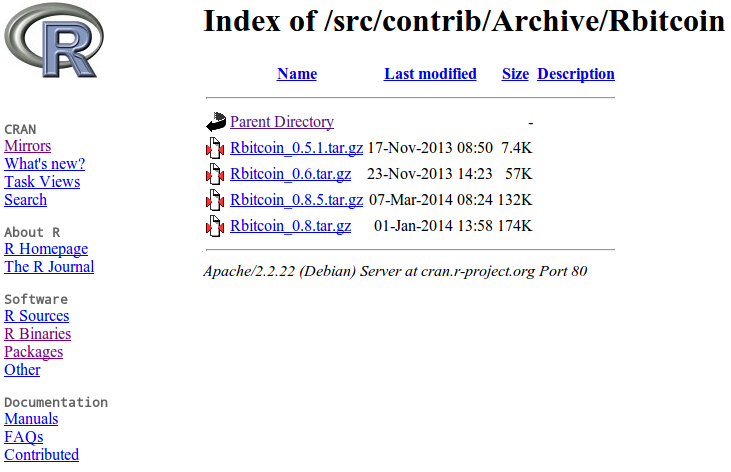 R
CRAN
Mirrors
What's new?
Task Views
Search
About R
R Homepage
The R Journal
Software
R Sources
R Binaries
Packages
Other
Documentation
Manuals
FAQs
Contributed
Index of /src/contrib/Archive/Rbitcoin
Name Last modified Size Description
Parent Directory -
Rbitcoin_0.5.1.tar.gz 17-Nov-2013 08:50 7.4K
Rbitcoin_0.6.tar.gz 23-Nov-2013 14:23 57K
Rbitcoin_0.8.5.tar.gz 07-Mar-2014 08:24 132K
Rbitcoin_0.8.tar.gz 01-Jan-2014 13:58 174K
Apache/2.2.22 (Debian) Server at cran.r-project.org Port 80